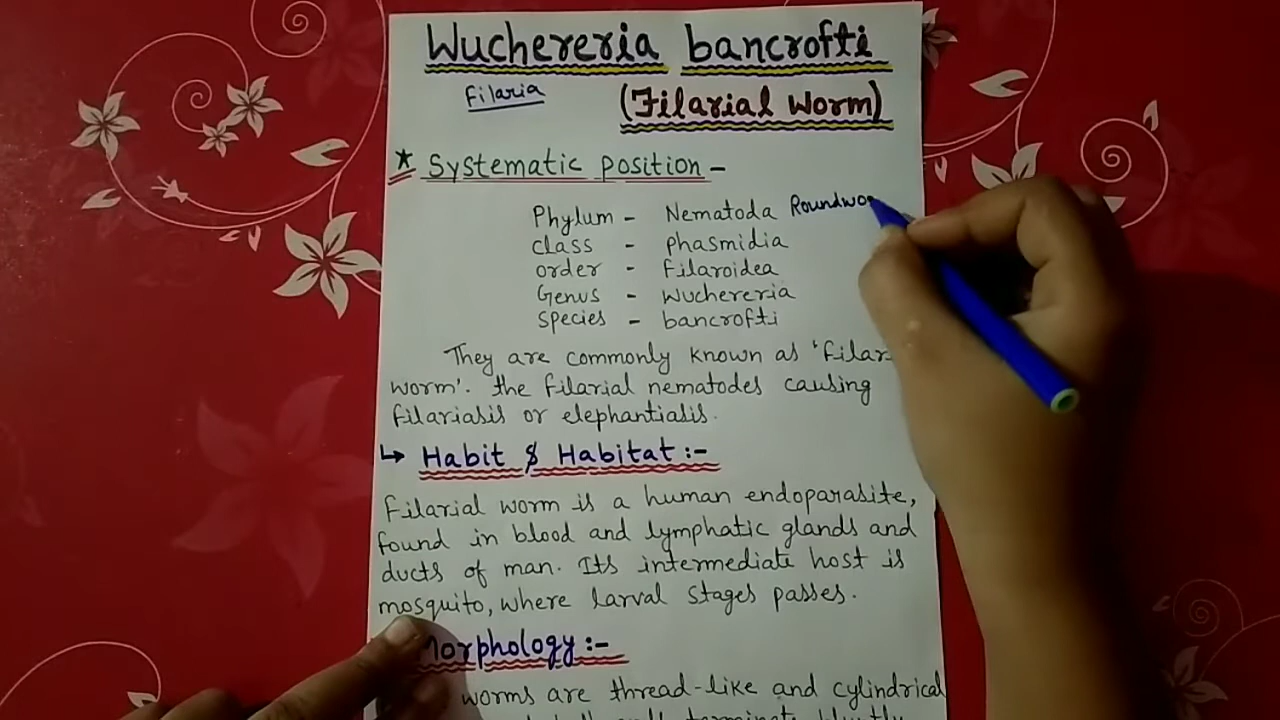 Wuchereria bancrofti
Filaria (Filarial Worm)
* Systematic position -
Phylum - Nematoda Roundwo
class - phasmidia
order - Filaroidea
Genus - Wuchereria
species - bancrofti
They are commonly known as 'Filar
worm'. the filarial nematodes causing
filariasis or elephantiasis.
↳ Habit & Habitat :-
Filarial worm is a human endoparasite,
found in blood and lymphatic glands and
ducts of man. Its intermediate host is
mosquito, where larval stages passes.
Morphology :-
worms are thread-like and cylindrical